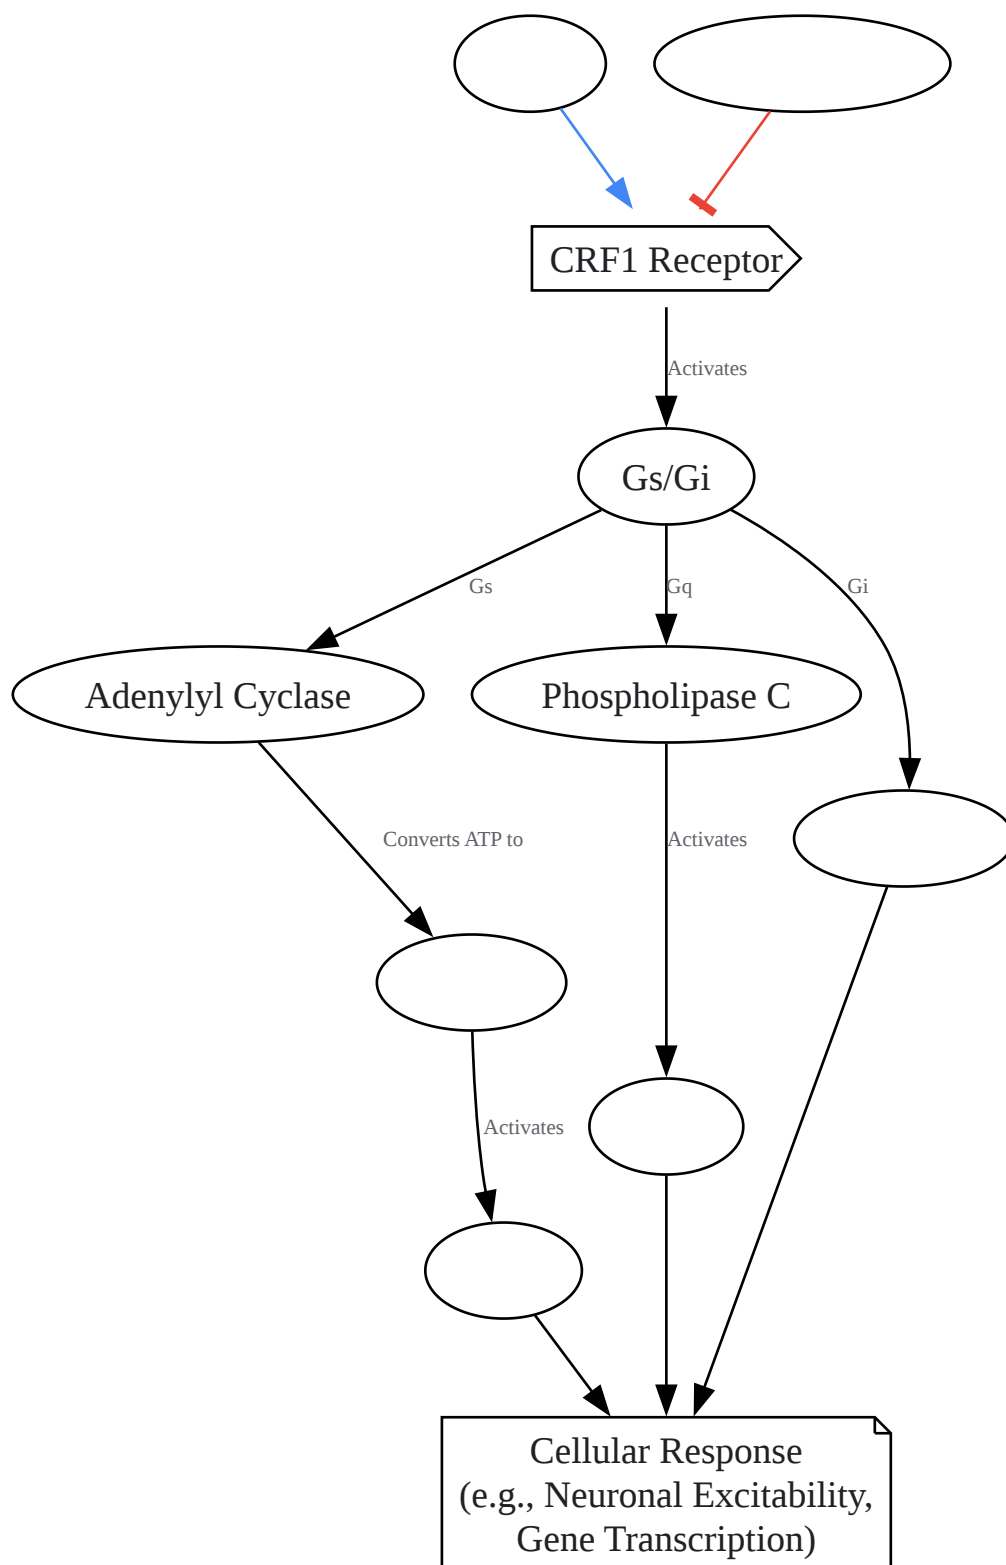 CRF1 Receptor
Activates
Gs/Gi
Gs
Gq
Gi
Adenylyl Cyclase
Phospholipase C
Converts ATP to
Activates
Activates
Cellular Response
(e.g., Neuronal Excitability,
Gene Transcription)